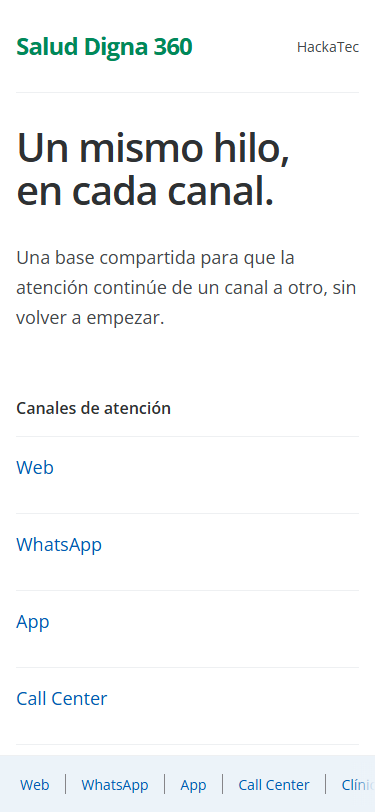 Salud Digna 360
HackaTec
Un mismo hilo,
en cada canal.
Una base compartida para que la
atención continúe de un canal a otro, sin
volver a empezar.
Canales de atención
Web
WhatsApp
App
Call Center
Web
WhatsApp
App
Call Center